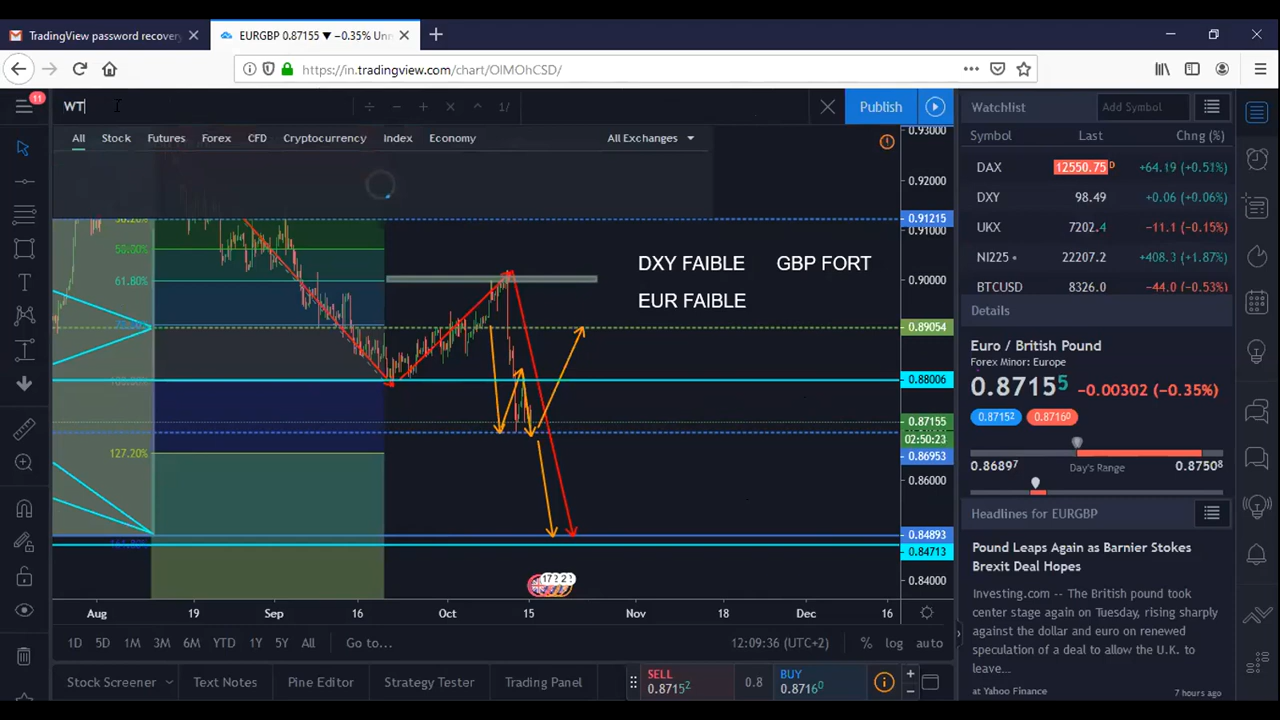 TradingView password recovery
EURGBP 0.87155 ▼ −0.35% Unn
https://in.tradingview.com/chart/OIMOhCSD/
11
WT
1/
Publish
All Stock Futures Forex CFD Cryptocurrency Index Economy
All Exchanges
50.00%
61.80%
127.20%
DXY FAIBLE GBP FORT
EUR FAIBLE
0.93000
0.92000
0.91215
0.91000
0.90000
0.89054
0.88006
0.87155
02:50:23
0.86953
0.86000
0.84893
0.84713
0.84000
Aug 19 Sep 16 Oct 15 Nov 18 Dec 16
1D 5D 1M 3M 6M YTD 1Y 5Y All Go to...
12:09:36 (UTC+2) % log auto
Stock Screener Text Notes Pine Editor Strategy Tester Trading Panel
SELL
0.8715²
0.8
BUY
0.8716⁰
Watchlist
Add Symbol
Symbol Last Chng (%)
DAX 12550.75 D +64.19 (+0.51%)
DXY 98.49 +0.06 (+0.06%)
UKX 7202.4 −11.1 (−0.15%)
NI225 22207.2 +408.3 (+1.87%)
BTCUSD 8326.0 −44.0 (−0.53%)
Details
Euro / British Pound
Forex Minor: Europe
0.8715⁵ −0.00302 (−0.35%)
0.8715² 0.8716⁰
0.8689⁷ Day's Range 0.8750⁸
Headlines for EURGBP
Pound Leaps Again as Barnier Stokes
Brexit Deal Hopes
Investing.com -- The British pound took
center stage again on Tuesday, rising sharply
against the dollar and euro on renewed
speculation of a deal to allow the U.K. to
leave...
at Yahoo Finance 7 hours ago